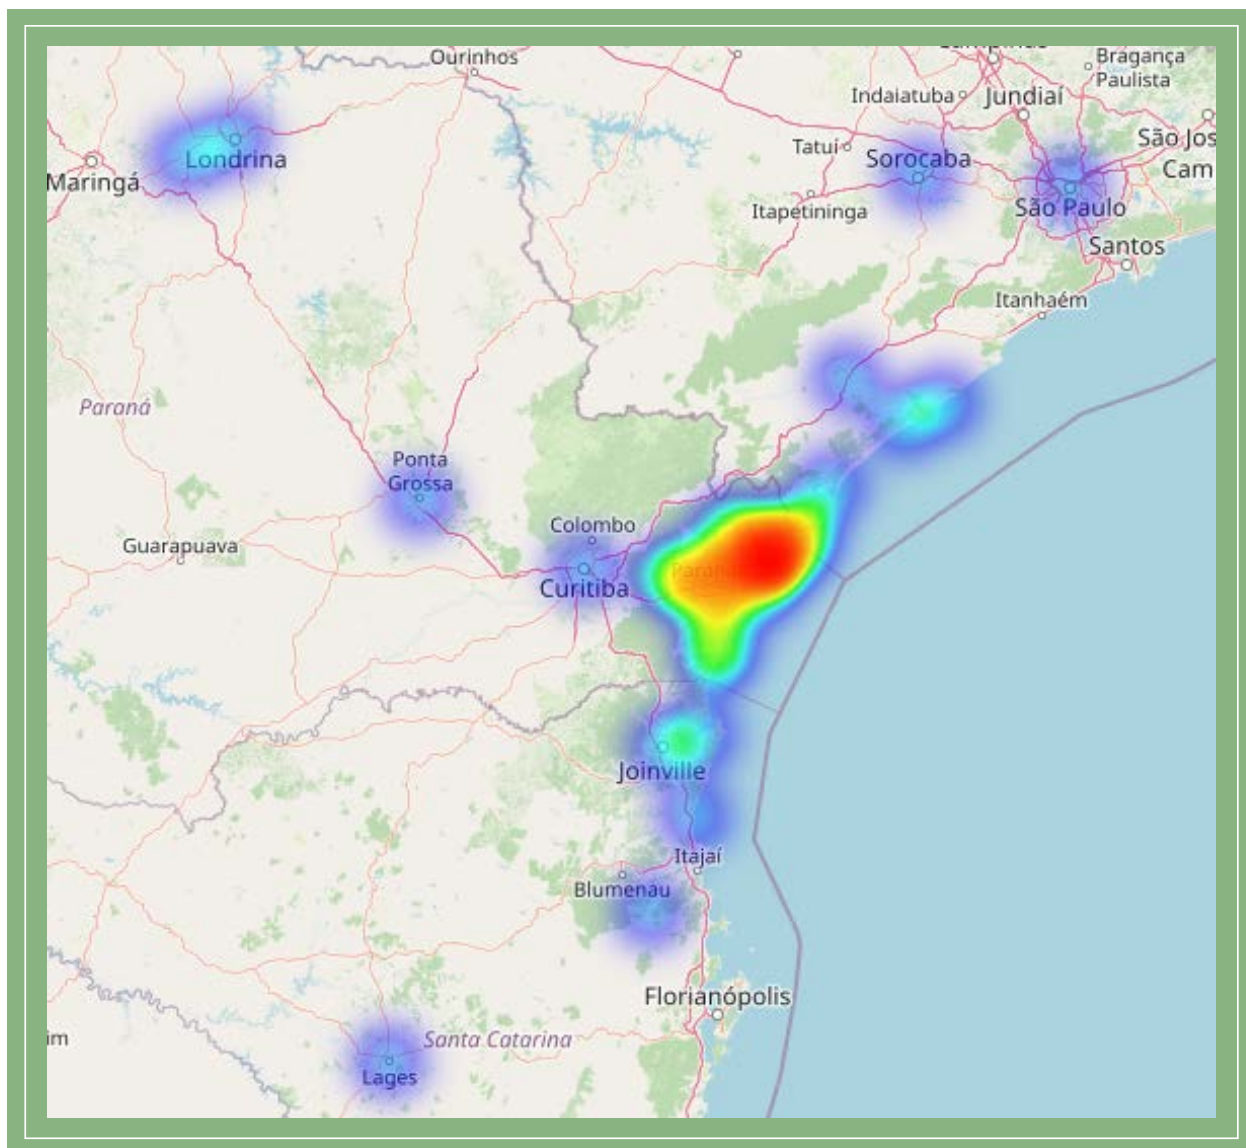 Ourinhos
Bragança
Paulista
Indaiatuba
Jundiaí
São Jos
Cam
Tatuí
Sorocaba
Londrina
Maringá
Itapetininga
São Paulo
Santos
Itanhaém
Paraná
Ponta
Grossa
Colombo
Guarapuava
Curitiba
Joinville
Itajaí
Blumenau
Florianópolis
im
Santa Catarina
Lages